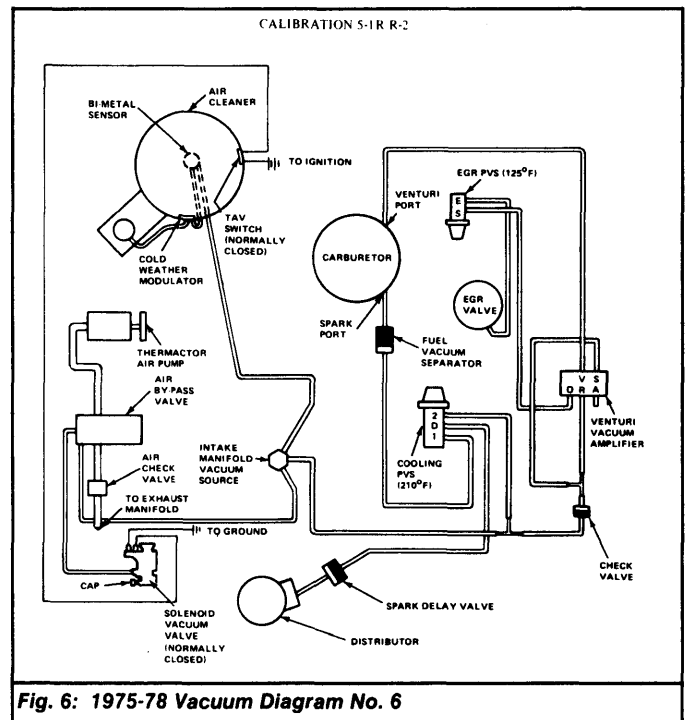 CALIBRATION 5-1R R-2
AIR
CLEANER
BI-METAL
SENSOR
TO IGNITION
TAV
SWITCH
(NORMALLY
CLOSED)
COLD
WEATHER
MODULATOR
VENTURI
PORT
EGR PVS (125°F)
E
S
CARBURETOR
EGR
VALVE
SPARK
PORT
FUEL
VACUUM
SEPARATOR
THERMACTOR
AIR PUMP
AIR
BY-PASS
VALVE
V S
O R A
VENTURI
VACUUM
AMPLIFIER
2
D
1
COOLING
PVS
(210°F)
INTAKE
MANIFOLD
VACUUM
SOURCE
AIR
CHECK
VALVE
TO EXHAUST
MANIFOLD
TO GROUND
CAP
SOLENOID
VACUUM
VALVE
(NORMALLY
CLOSED)
CHECK
VALVE
SPARK DELAY VALVE
DISTRIBUTOR
Fig. 6: 1975-78 Vacuum Diagram No. 6